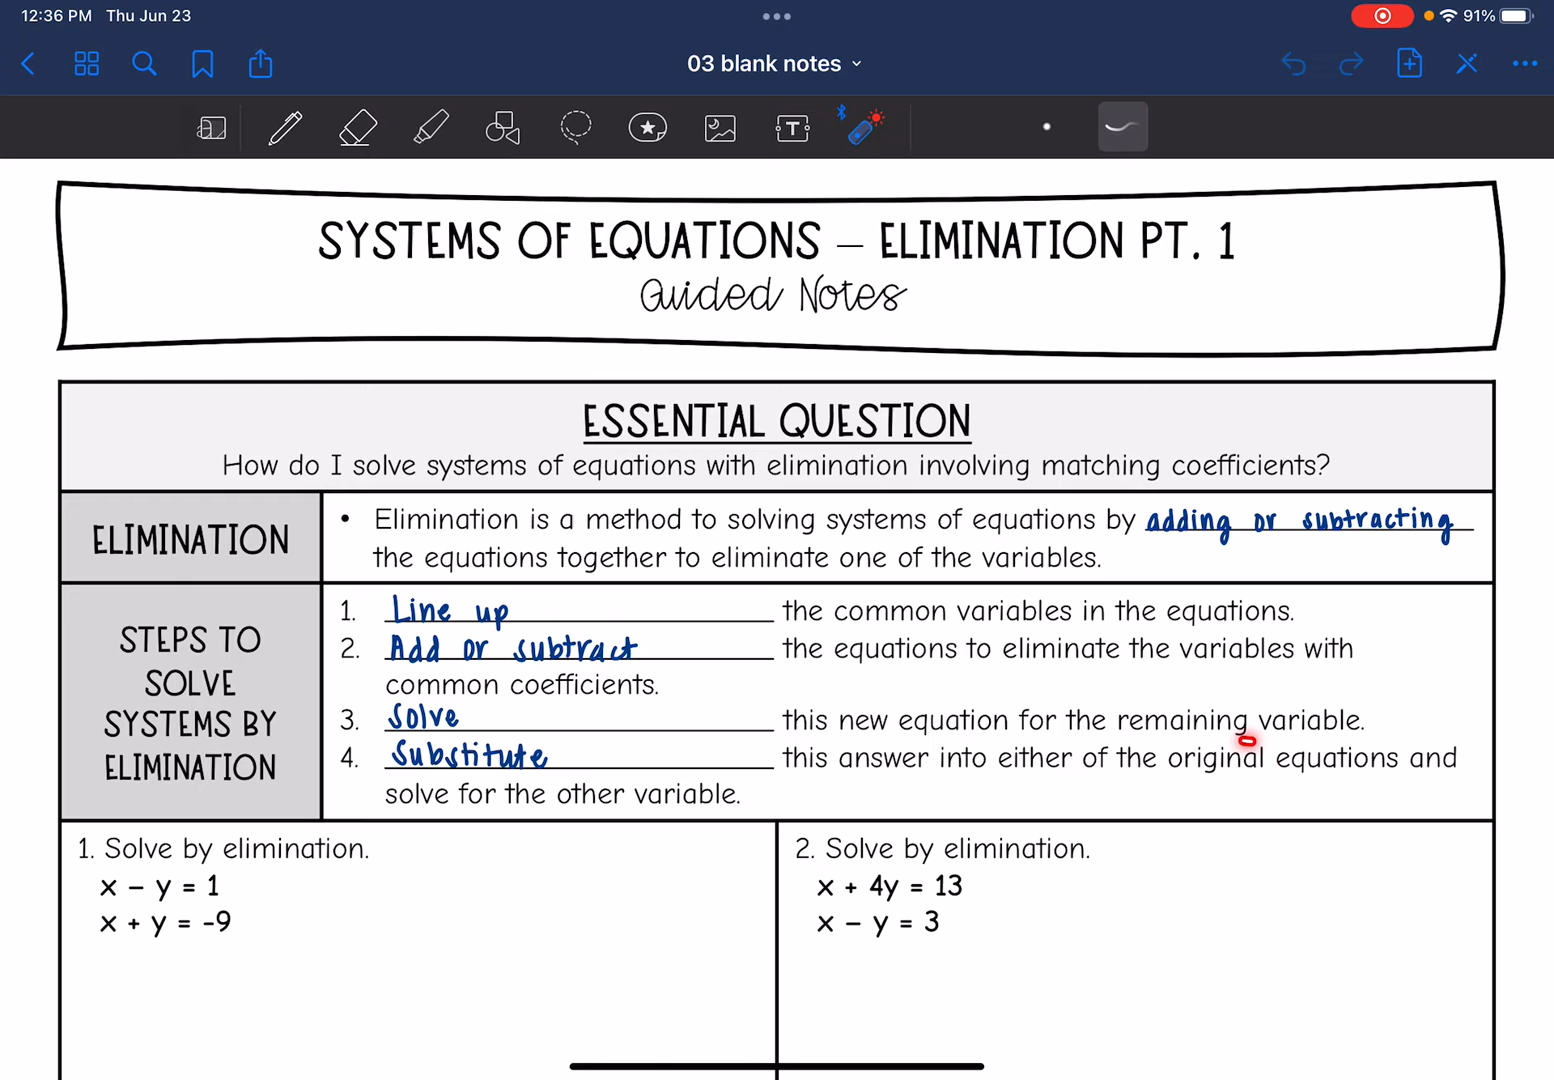 12:36 PM Thu Jun 23
91%
03 blank notes
T
SYSTEMS OF EQUATIONS – ELIMINATION PT. 1
Guided Notes
ESSENTIAL QUESTION
How do I solve systems of equations with elimination involving matching coefficients?
ELIMINATION
• Elimination is a method to solving systems of equations by adding or subtracting
the equations together to eliminate one of the variables.
STEPS TO
SOLVE
SYSTEMS BY
ELIMINATION
1. Line up the common variables in the equations.
2. Add or subtract the equations to eliminate the variables with
common coefficients.
3. Solve this new equation for the remaining variable.
4. Substitute this answer into either of the original equations and
solve for the other variable.
1. Solve by elimination.
x – y = 1
x + y = -9
2. Solve by elimination.
x + 4y = 13
x – y = 3